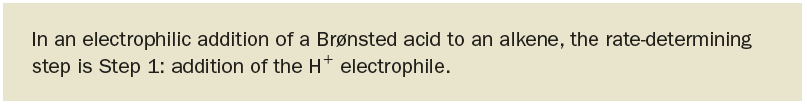 In an electrophilic addition of a Brønsted acid to an alkene, the rate-determining
step is Step 1: addition of the H⁺ electrophile.